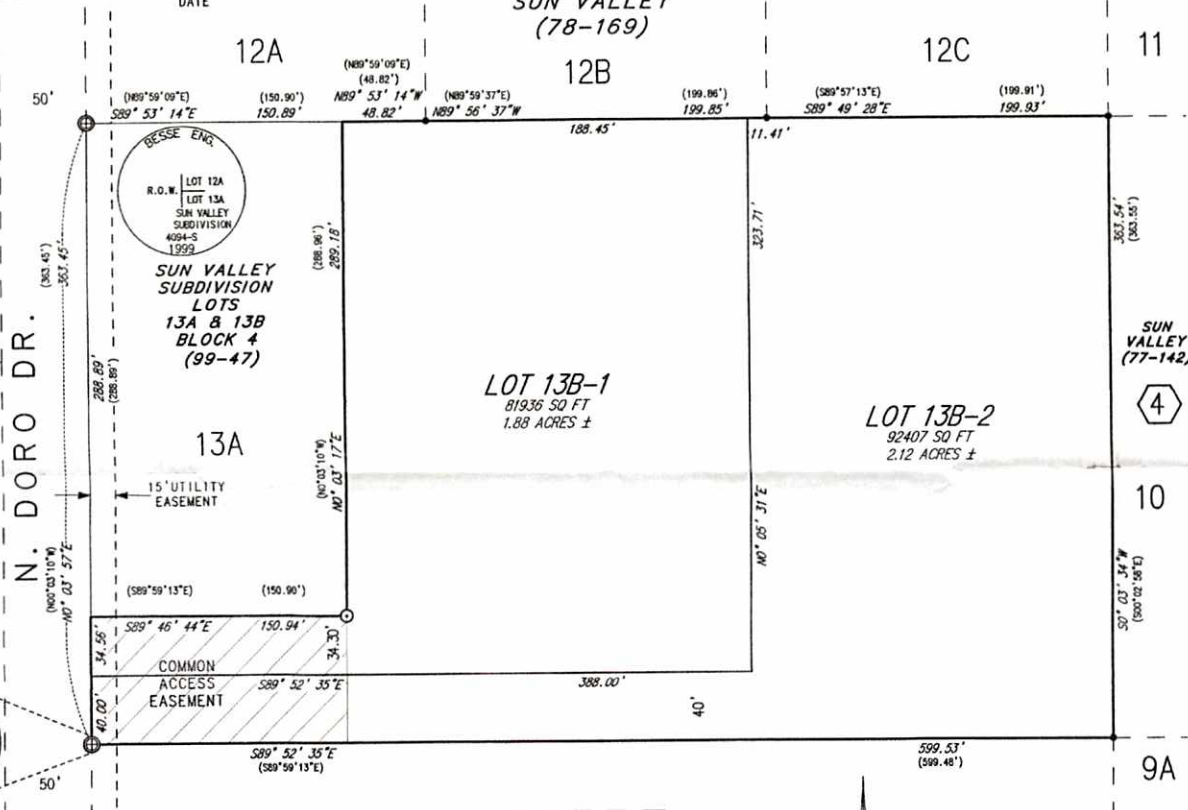 DATE
SUN VALLEY
(78-169)
12A
12B
12C
11
50'
(N89°59'09"E)
(150.90')
S89° 53' 14"E
150.89'
(N89°59'09"E)
(48.82')
N89° 53' 14"W
48.82'
(N89°59'37"E)
(199.86')
N89° 56' 37"W
199.85'
(S89°57'13"E)
(199.91')
S89° 49' 28"E
199.93'
188.45'
11.41'
BESSE ENG.
R.O.W.
LOT 12A
LOT 13A
SUN VALLEY
SUBDIVISION
4094-S
1999
SUN VALLEY
SUBDIVISION
LOTS
13A & 13B
BLOCK 4
(99-47)
(363.45')
363.45'
288.89'
(288.89')
(288.96')
289.18'
323.71'
363.54'
(363.55')
N. DORO DR.
SUN
VALLEY
(77-142)
4
LOT 13B-1
81936 SQ FT
1.88 ACRES ±
LOT 13B-2
92407 SQ FT
2.12 ACRES ±
13A
15' UTILITY
EASEMENT
(N0°03'10"W)
N0° 03' 17"E
N0° 05' 31"E
10
(N00°03'10"W)
N0° 03' 57"E
S0° 03' 34"W
(S00°02'58"E)
(S89°59'13"E)
(150.90')
S89° 46' 44"E
150.94'
34.56'
34.30'
COMMON
ACCESS
EASEMENT
S89° 52' 35"E
388.00'
40.00'
40'
S89° 52' 35"E
(S89°59'13"E)
599.53'
(599.48')
50'
9A